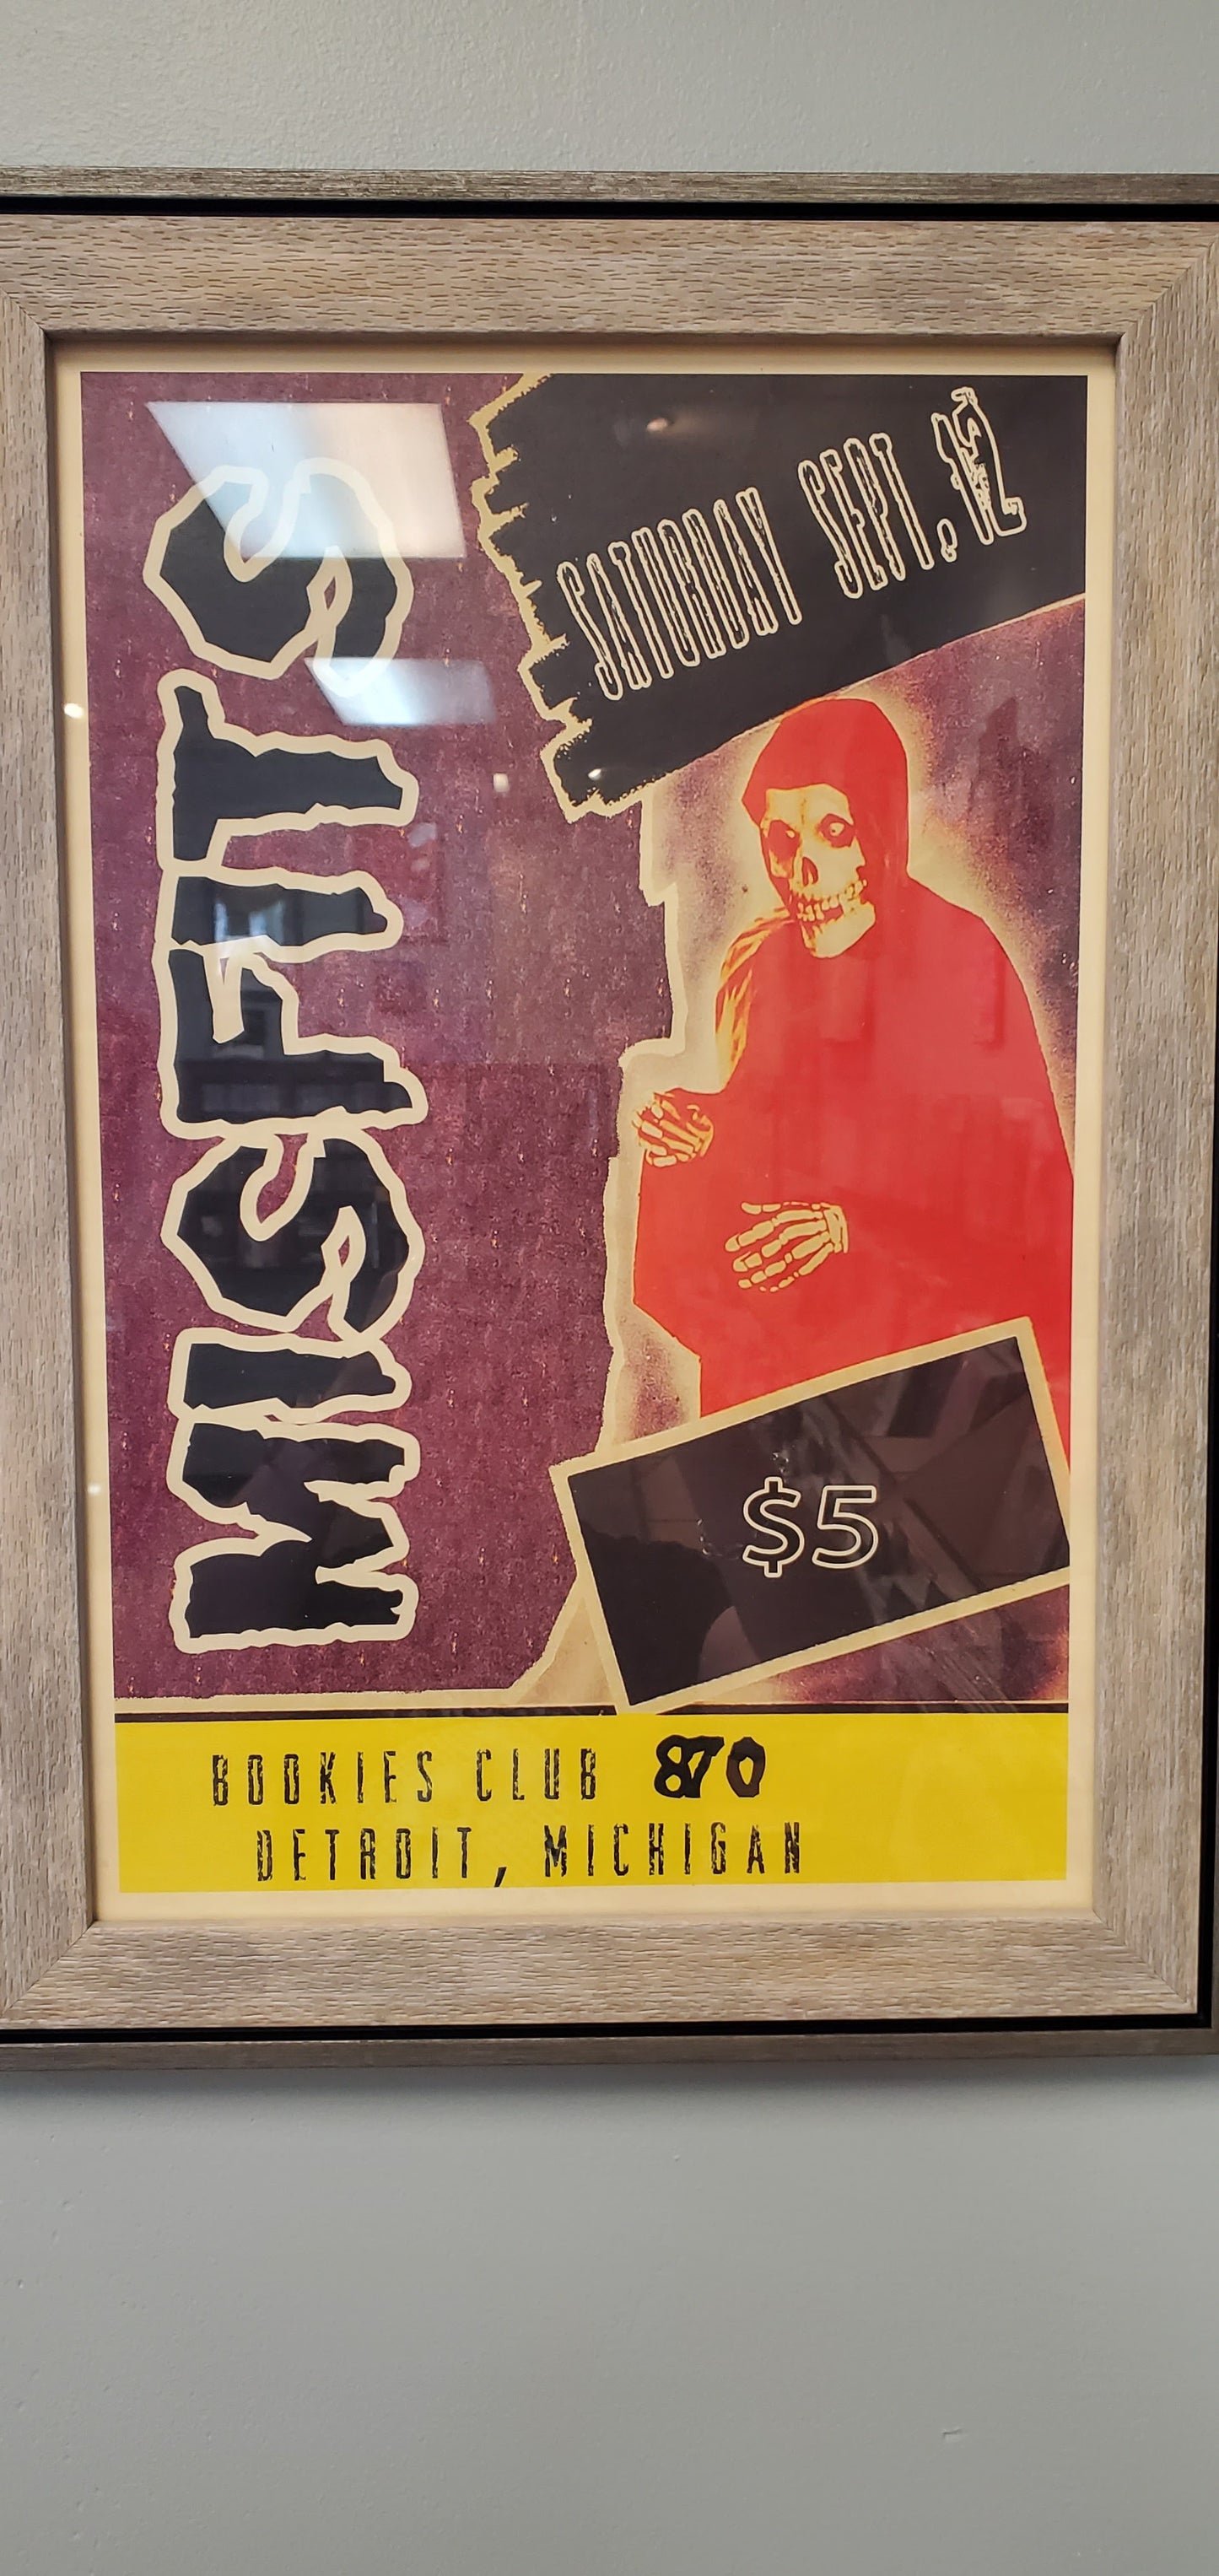 MISFITS
SATURDAY SEPT. 12
$5
BOOKIES CLUB 870
DETROIT, MICHIGAN